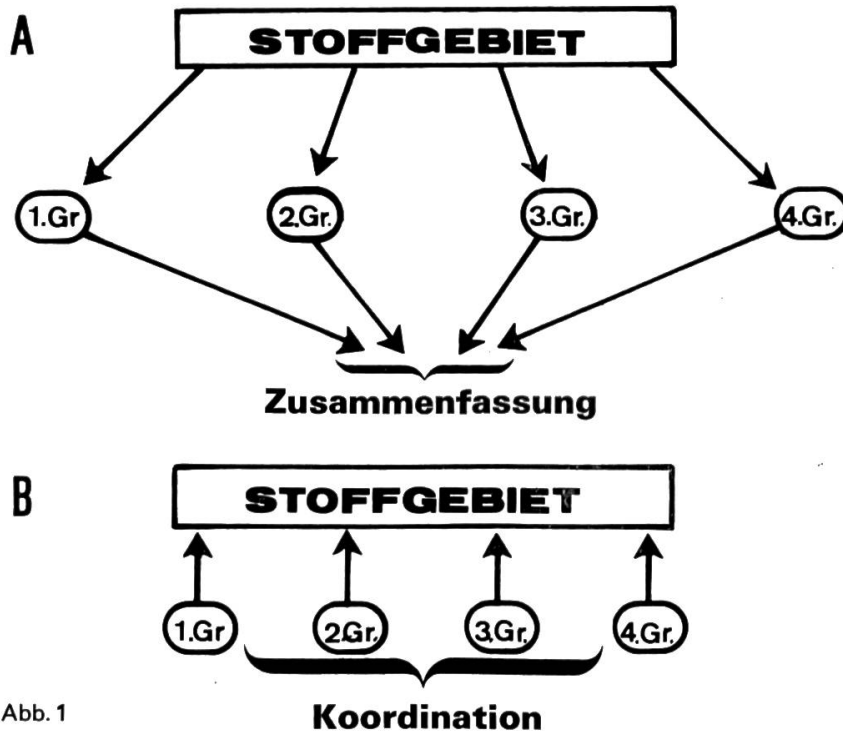 A
STOFFGEBIET
1.Gr 2.Gr. 3.Gr. 4.Gr.
Zusammenfassung
B
STOFFGEBIET
1.Gr 2.Gr. 3.Gr. 4.Gr.
Koordination
Abb. 1